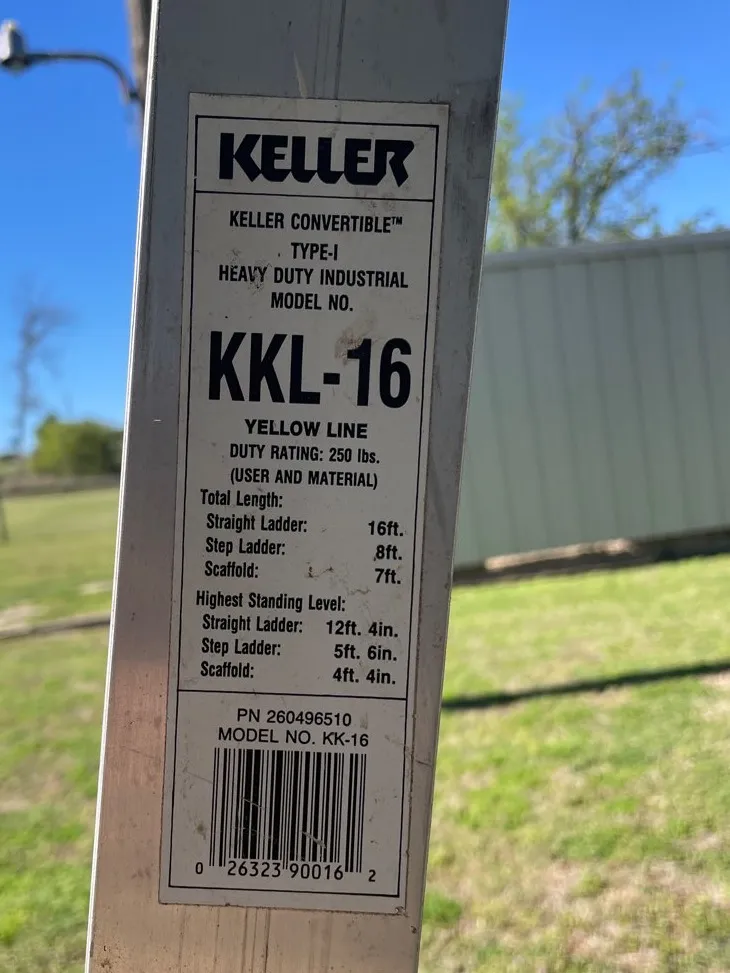 KELLER
KELLER CONVERTIBLE™
TYPE-I
HEAVY DUTY INDUSTRIAL
MODEL NO.
KKL-16
YELLOW LINE
DUTY RATING: 250 lbs.
(USER AND MATERIAL)
Total Length:
Straight Ladder: 16ft.
Step Ladder: 8ft.
Scaffold: 7ft.
Highest Standing Level:
Straight Ladder: 12ft. 4in.
Step Ladder: 5ft. 6in.
Scaffold: 4ft. 4in.
PN 260496510
MODEL NO. KK-16
0 26323 90016 2